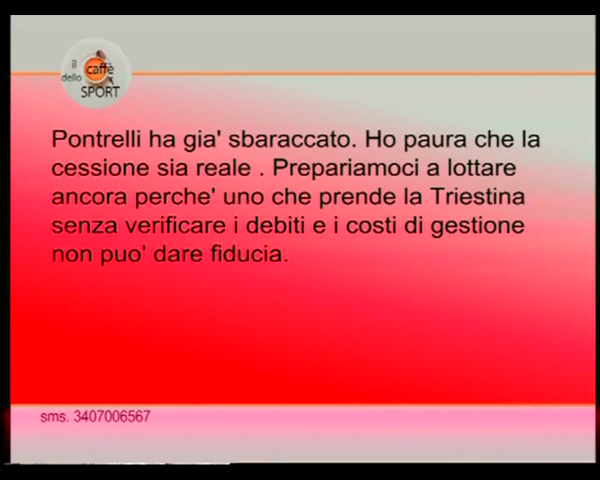 il
caffè
dello
SPORT
Pontrelli ha gia' sbaraccato. Ho paura che la
cessione sia reale . Prepariamoci a lottare
ancora perche' uno che prende la Triestina
senza verificare i debiti e i costi di gestione
non puo' dare fiducia.
sms. 3407006567